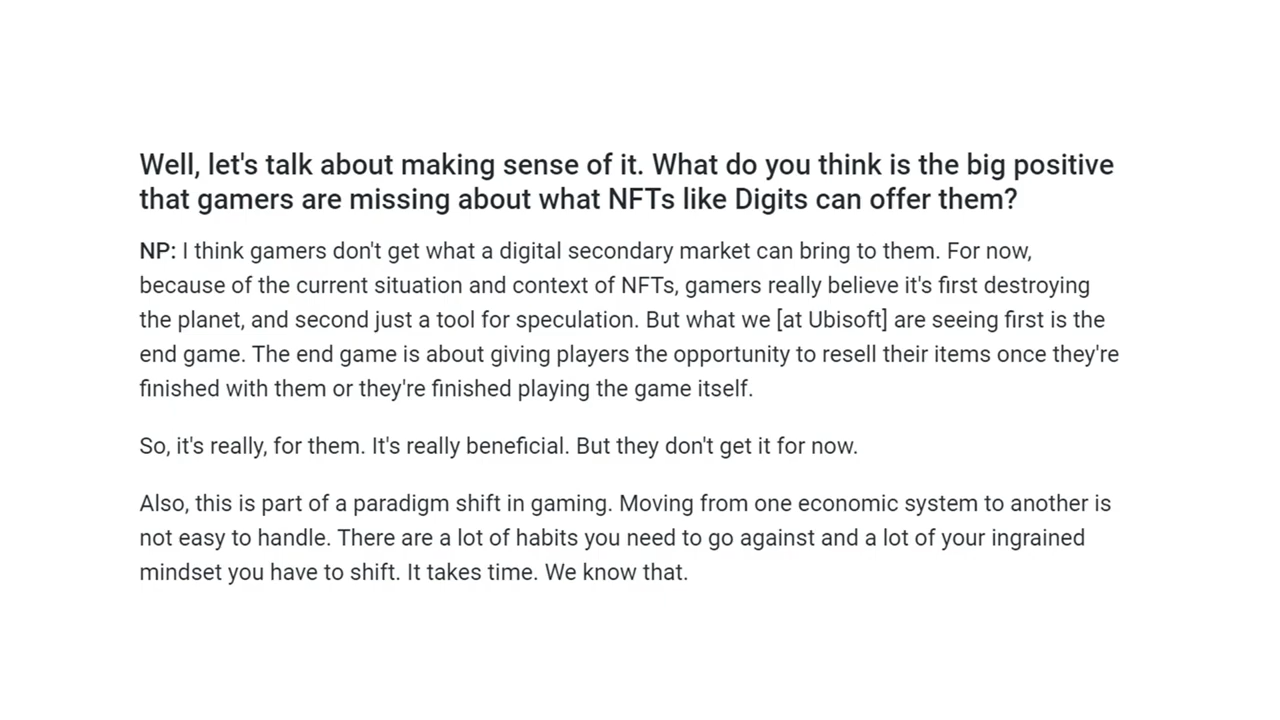 Well, let's talk about making sense of it. What do you think is the big positive
that gamers are missing about what NFTs like Digits can offer them?
NP: I think gamers don't get what a digital secondary market can bring to them. For now,
because of the current situation and context of NFTs, gamers really believe it's first destroying
the planet, and second just a tool for speculation. But what we [at Ubisoft] are seeing first is the
end game. The end game is about giving players the opportunity to resell their items once they're
finished with them or they're finished playing the game itself.
So, it's really, for them. It's really beneficial. But they don't get it for now.
Also, this is part of a paradigm shift in gaming. Moving from one economic system to another is
not easy to handle. There are a lot of habits you need to go against and a lot of your ingrained
mindset you have to shift. It takes time. We know that.